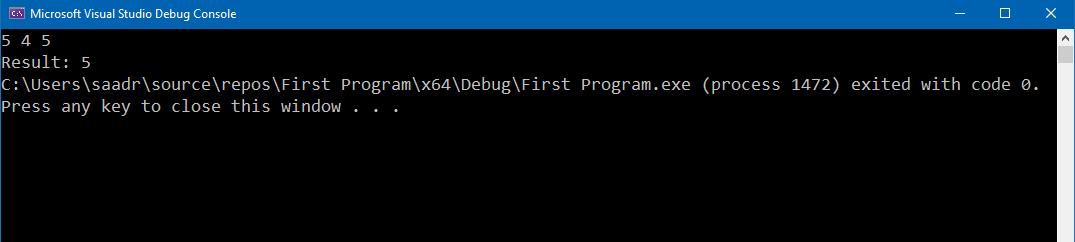 Microsoft Visual Studio Debug Console
5 4 5
Result: 5
C:\Users\saadr\source\repos\First Program\x64\Debug\First Program.exe (process 1472) exited with code 0.
Press any key to close this window . . .